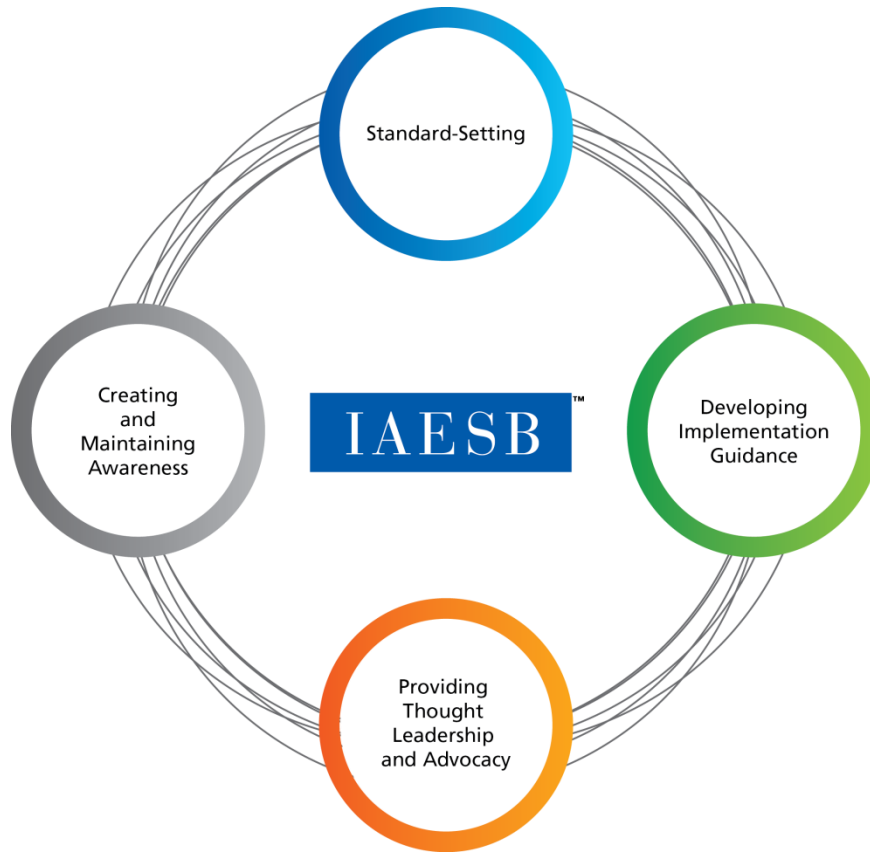 Standard-Setting
Creating
and
Maintaining
Awareness
IAESB™
Developing
Implementation
Guidance
Providing
Thought
Leadership
and Advocacy